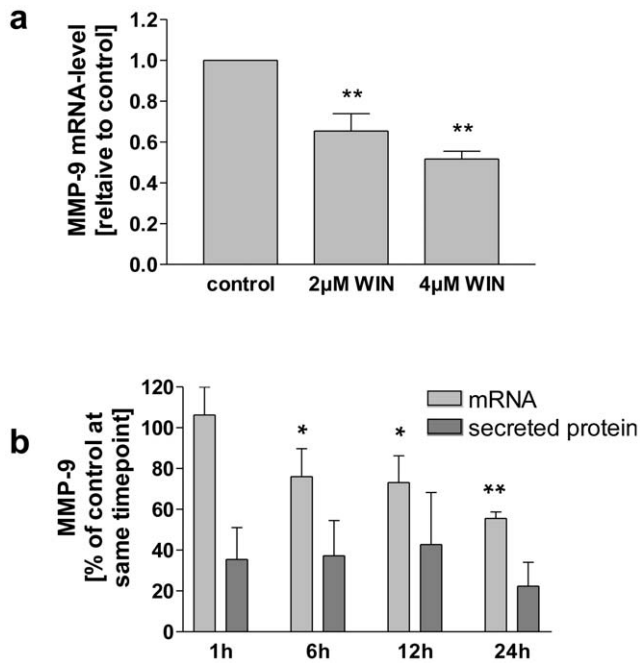 a
MMP-9 mRNA-level
[reltaive to control]
1.2
1.0
0.8
0.6
0.4
0.2
0.0
**
**
control 2µM WIN 4µM WIN
b
MMP-9
[% of control at
same timepoint]
120
100
80
60
40
20
0
mRNA
secreted protein
*
*
**
1h 6h 12h 24h